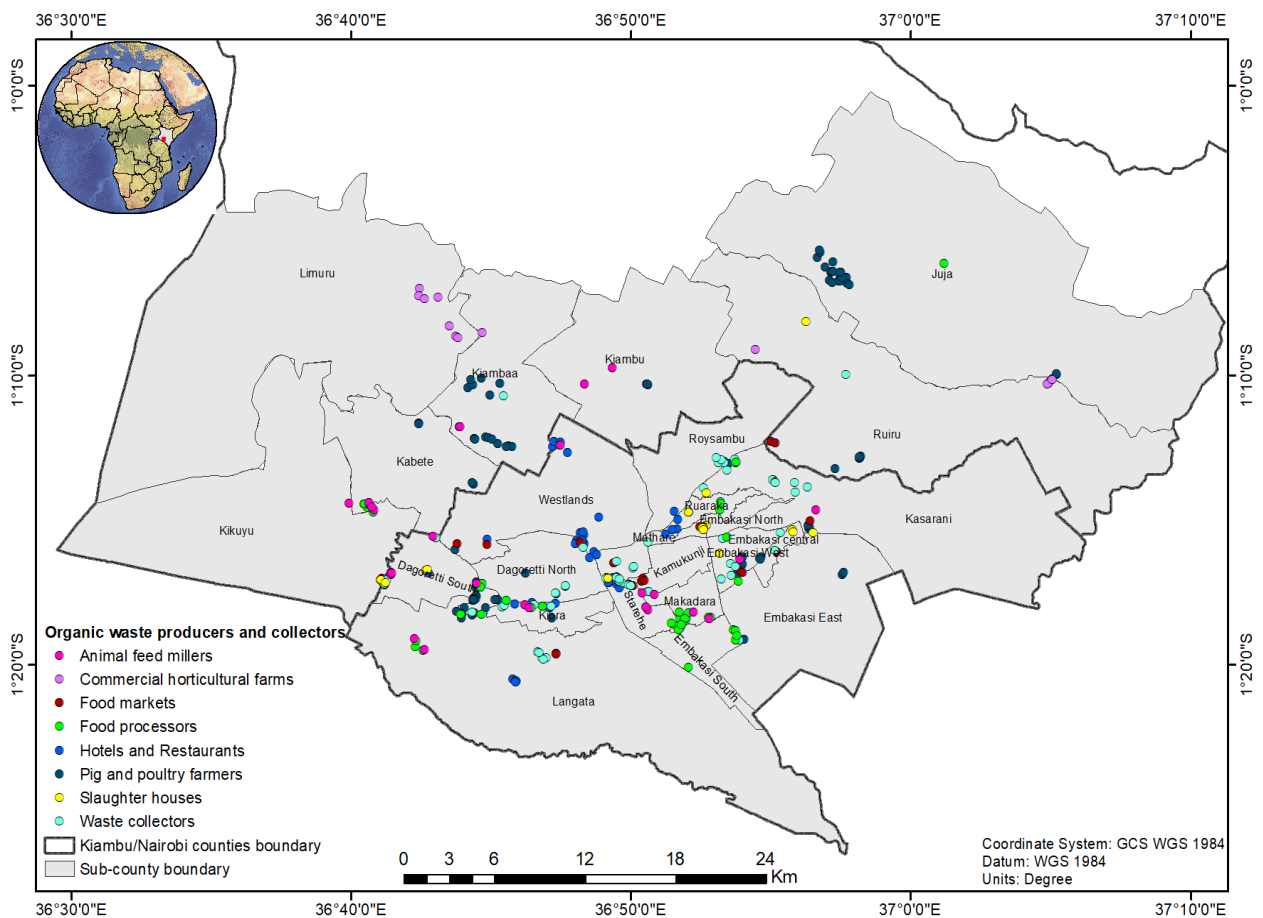 36°30'0"E 36°40'0"E 36°50'0"E 37°0'0"E 37°10'0"E
1°0'0"S 1°0'0"S
Limuru
Juja
Kiambu
Kiambaa
1°10'0"S 1°10'0"S
Roysambu
Ruiru
Kabete
Westlands
Ruaraka
Kikuyu
Embakasi North
Kasarani
Mathare
Embakasi central
Embakasi West
Kamukunji
Dagoretti North
Dagoretti South
Starehe
Makadara
Kibra
Embakasi East
Embakasi South
Langata
1°20'0"S 1°20'0"S
Organic waste producers and collectors
Animal feed millers
Commercial horticultural farms
Food markets
Food processors
Hotels and Restaurants
Pig and poultry farmers
Slaughter houses
Waste collectors
Kiambu/Nairobi counties boundary
Sub-county boundary
0 3 6 12 18 24
Km
Coordinate System: GCS WGS 1984
Datum: WGS 1984
Units: Degree
36°30'0"E 36°40'0"E 36°50'0"E 37°0'0"E 37°10'0"E